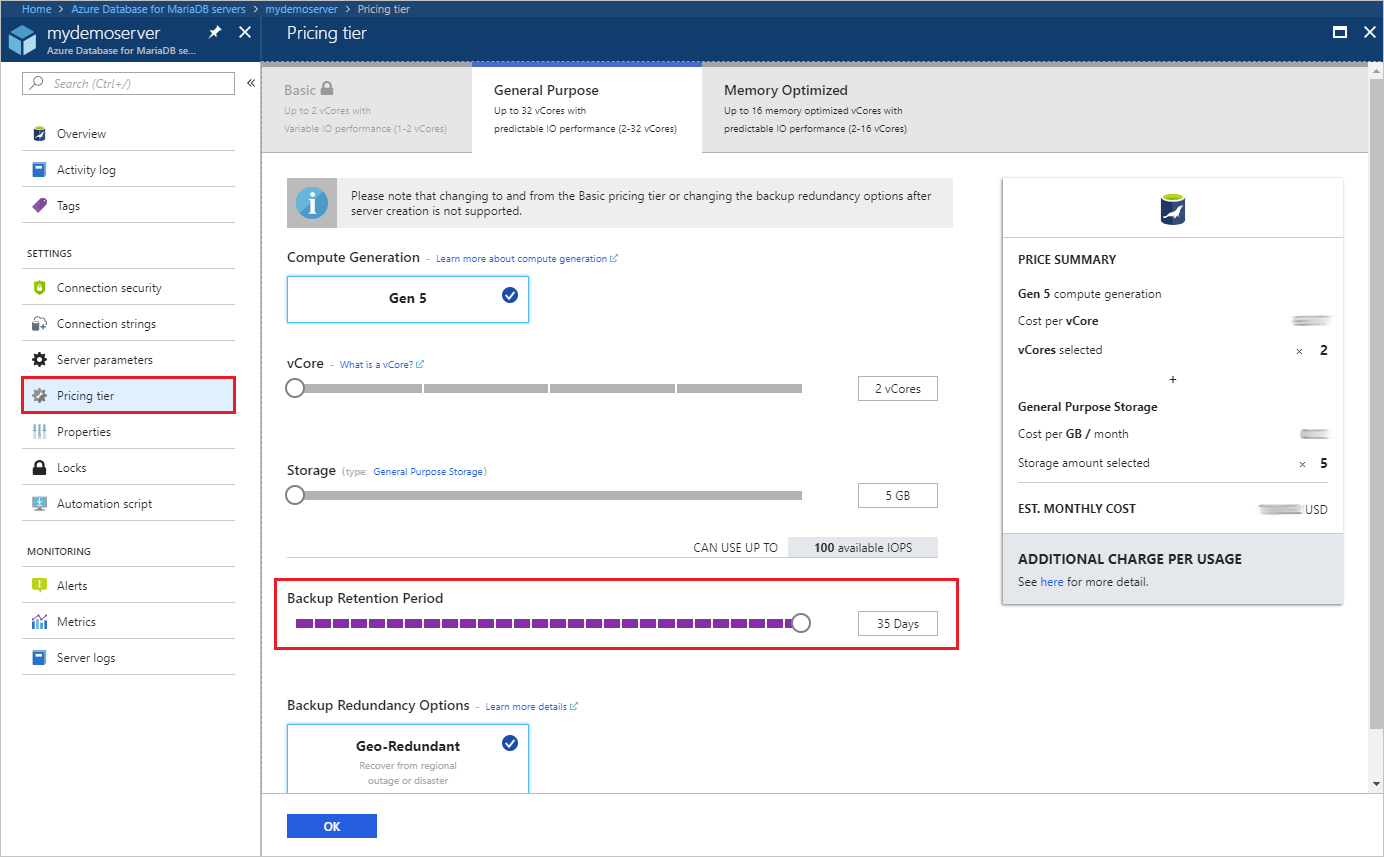 Home > Azure Database for MariaDB servers > mydemoserver > Pricing tier
mydemoserver
Azure Database for MariaDB se...
Pricing tier
Search (Ctrl+/)
«
Overview
Activity log
Tags
SETTINGS
Connection security
Connection strings
Server parameters
Pricing tier
Properties
Locks
Automation script
MONITORING
Alerts
Metrics
Server logs
Basic
Up to 2 vCores with
Variable IO performance (1-2 vCores)
General Purpose
Up to 32 vCores with
predictable IO performance (2-32 vCores)
Memory Optimized
Up to 16 memory optimized vCores with
predictable IO performance (2-16 vCores)
Please note that changing to and from the Basic pricing tier or changing the backup redundancy options after
server creation is not supported.
Compute Generation - Learn more about compute generation
Gen 5
vCore - What is a vCore?
2 vCores
Storage (type: General Purpose Storage)
5 GB
CAN USE UP TO 100 available IOPS
Backup Retention Period
35 Days
Backup Redundancy Options - Learn more details
Geo-Redundant
Recover from regional
outage or disaster
OK
PRICE SUMMARY
Gen 5 compute generation
Cost per vCore
vCores selected × 2
+
General Purpose Storage
Cost per GB / month
Storage amount selected × 5
EST. MONTHLY COST USD
ADDITIONAL CHARGE PER USAGE
See here for more detail.